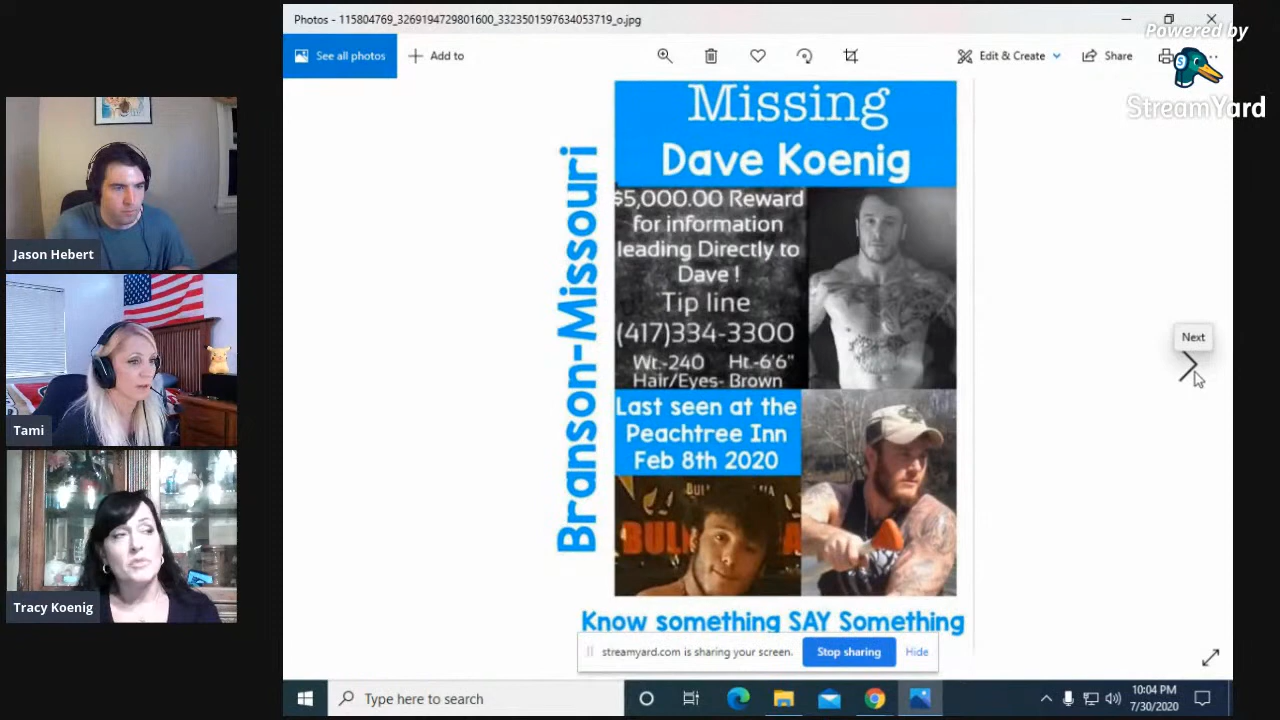 Photos - 115804769_3269194729801600_3323501597634053719_o.jpg
Powered by
StreamYard
See all photos
Add to
Edit & Create
Share
Missing
Dave Koenig
Branson-Missouri
$5,000.00 Reward
for information
leading Directly to
Dave !
Tip line
(417)334-3300
Wt.-240 Ht.-6'6"
Hair/Eyes- Brown
Last seen at the
Peachtree Inn
Feb 8th 2020
Know something SAY Something
Next
Jason Hebert
Tami
Tracy Koenig
streamyard.com is sharing your screen.
Stop sharing
Hide
Type here to search
10:04 PM
7/30/2020